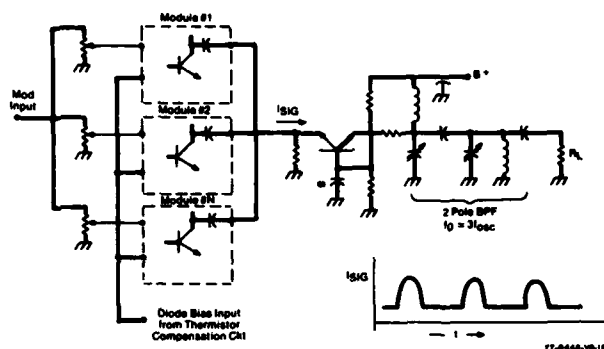 Module #1
Mod
Input
Module #2
Module #N
Diode Bias Input
from Thermistor
Compensation Ckt
ISIG
B+
RL
2 Pole BPF
f0 = 3fosc
ISIG
t